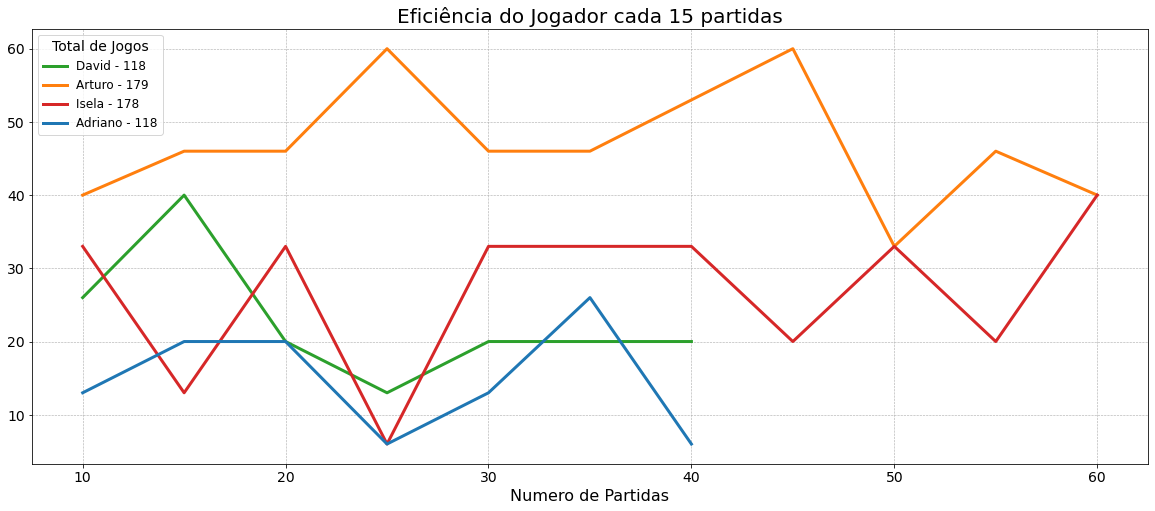 Eficiência do Jogador cada 15 partidas
Total de Jogos
David - 118
Arturo - 179
Isela - 178
Adriano - 118
60
50
40
30
20
10
10 20 30 40 50 60
Numero de Partidas